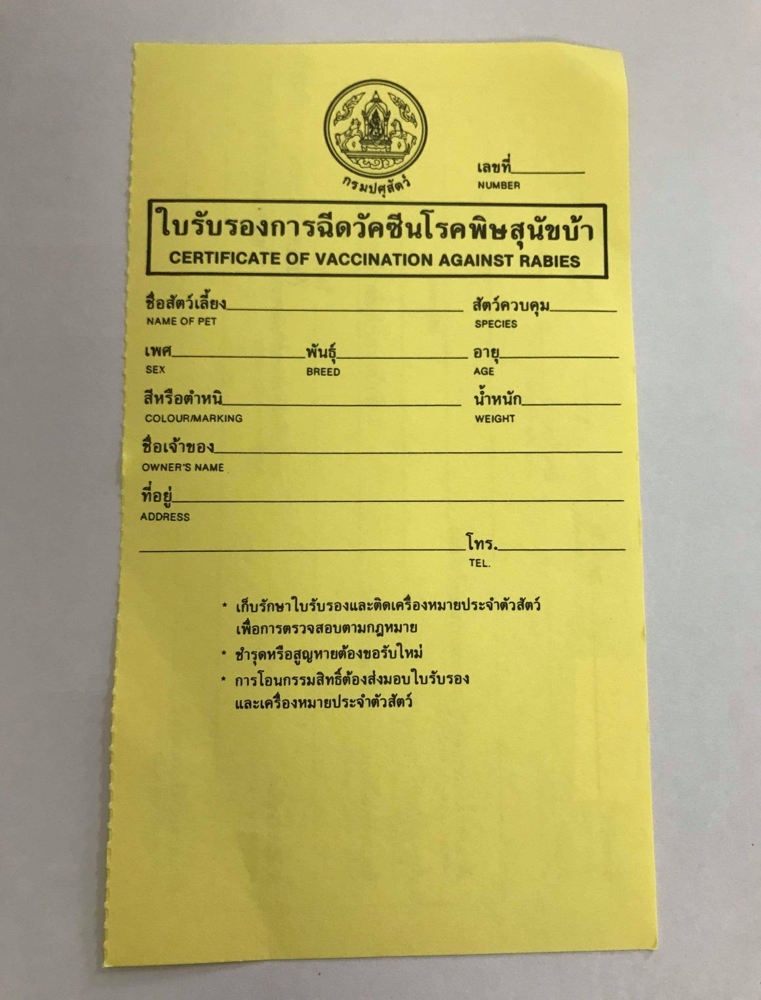 กรมปศุสัตว์
เลขที่
NUMBER
ใบรับรองการฉีดวัคซีนโรคพิษสุนัขบ้า
CERTIFICATE OF VACCINATION AGAINST RABIES
ชื่อสัตว์เลี้ยง สัตว์ควบคุม
NAME OF PET SPECIES
เพศ พันธุ์ อายุ
SEX BREED AGE
สีหรือตำหนิ น้ำหนัก
COLOUR/MARKING WEIGHT
ชื่อเจ้าของ
OWNER'S NAME
ที่อยู่
ADDRESS
โทร.
TEL.
* เก็บรักษาใบรับรองและติดเครื่องหมายประจำตัวสัตว์
เพื่อการตรวจสอบตามกฎหมาย
* ชำรุดหรือสูญหายต้องขอรับใหม่
* การโอนกรรมสิทธิ์ต้องส่งมอบใบรับรอง
และเครื่องหมายประจำตัวสัตว์